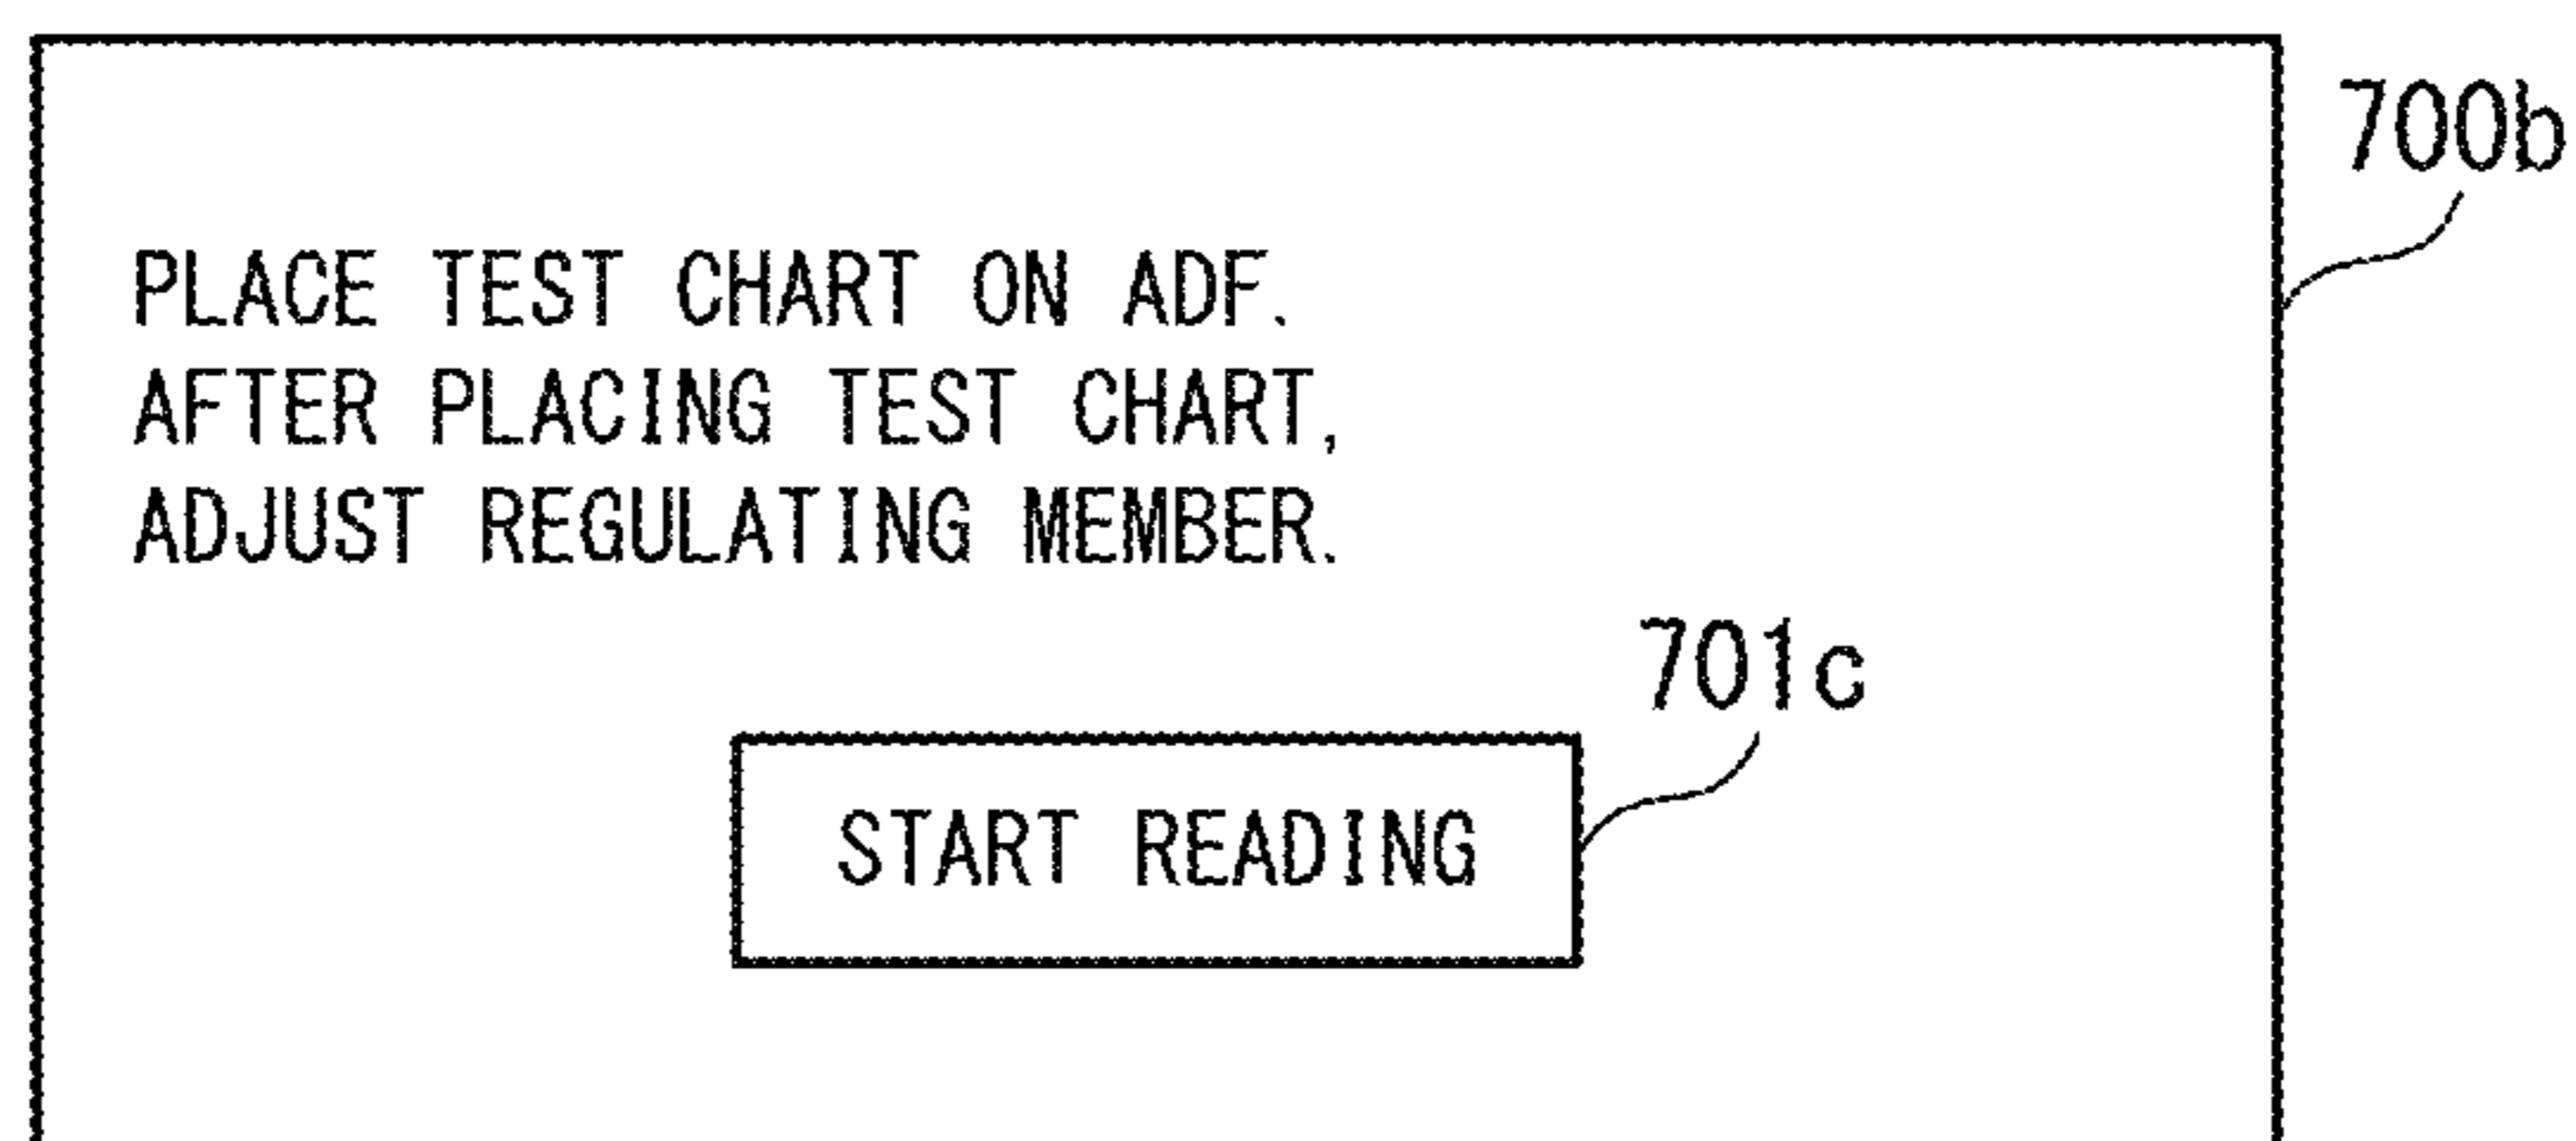 700b
PLACE TEST CHART ON ADF.
AFTER PLACING TEST CHART,
ADJUST REGULATING MEMBER.
701c
START READING